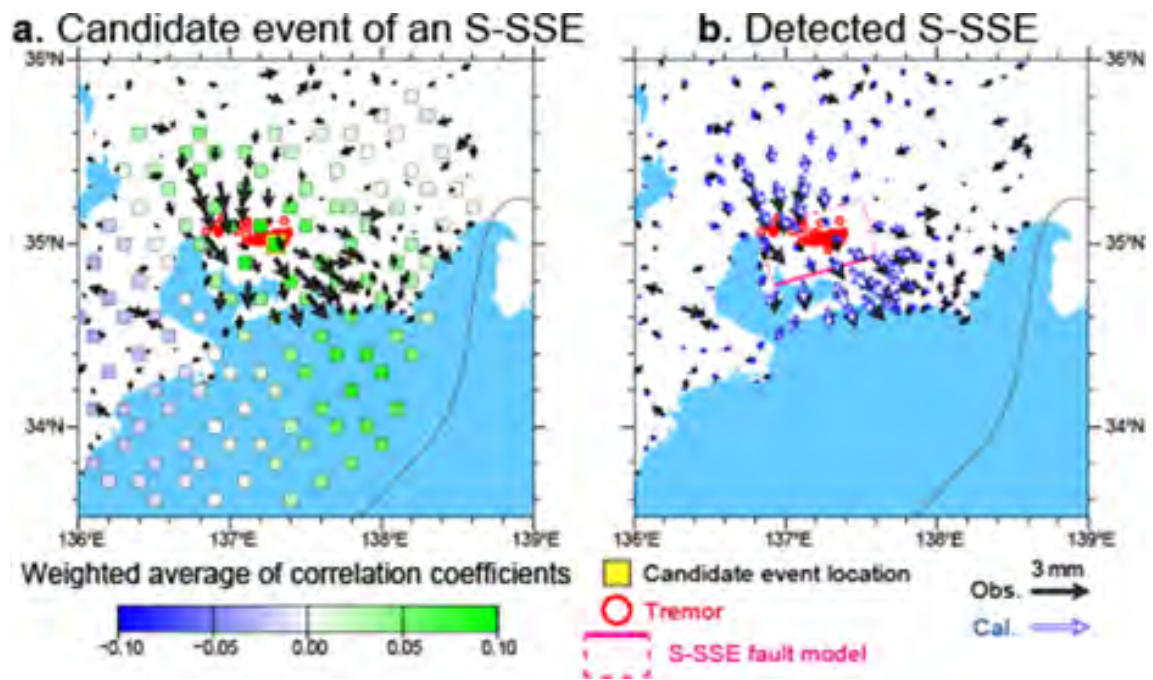 a. Candidate event of an S-SSE
b. Detected S-SSE
36°N
36°N
35°N
35°N
34°N
34°N
136°E 137°E 138°E 139°E
136°E 137°E 138°E 139°E
Weighted average of correlation coefficients
−0.10 −0.05 0.00 0.05 0.10
Candidate event location
Tremor
S-SSE fault model
3 mm
Obs.
Cal.